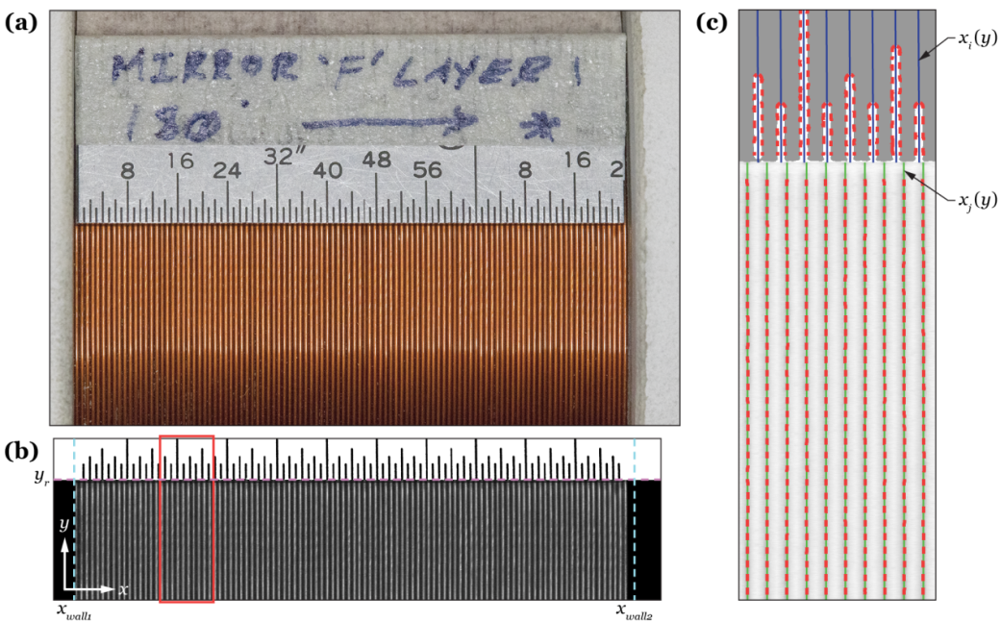 (a)
MIRROR 'F' LAYER 1
180 *
8 16 24 32" 40 48 56 8 16 2
(b)
y_r
y
x
x_wall1 x_wall2
(c)
x_i(y)
x_j(y)